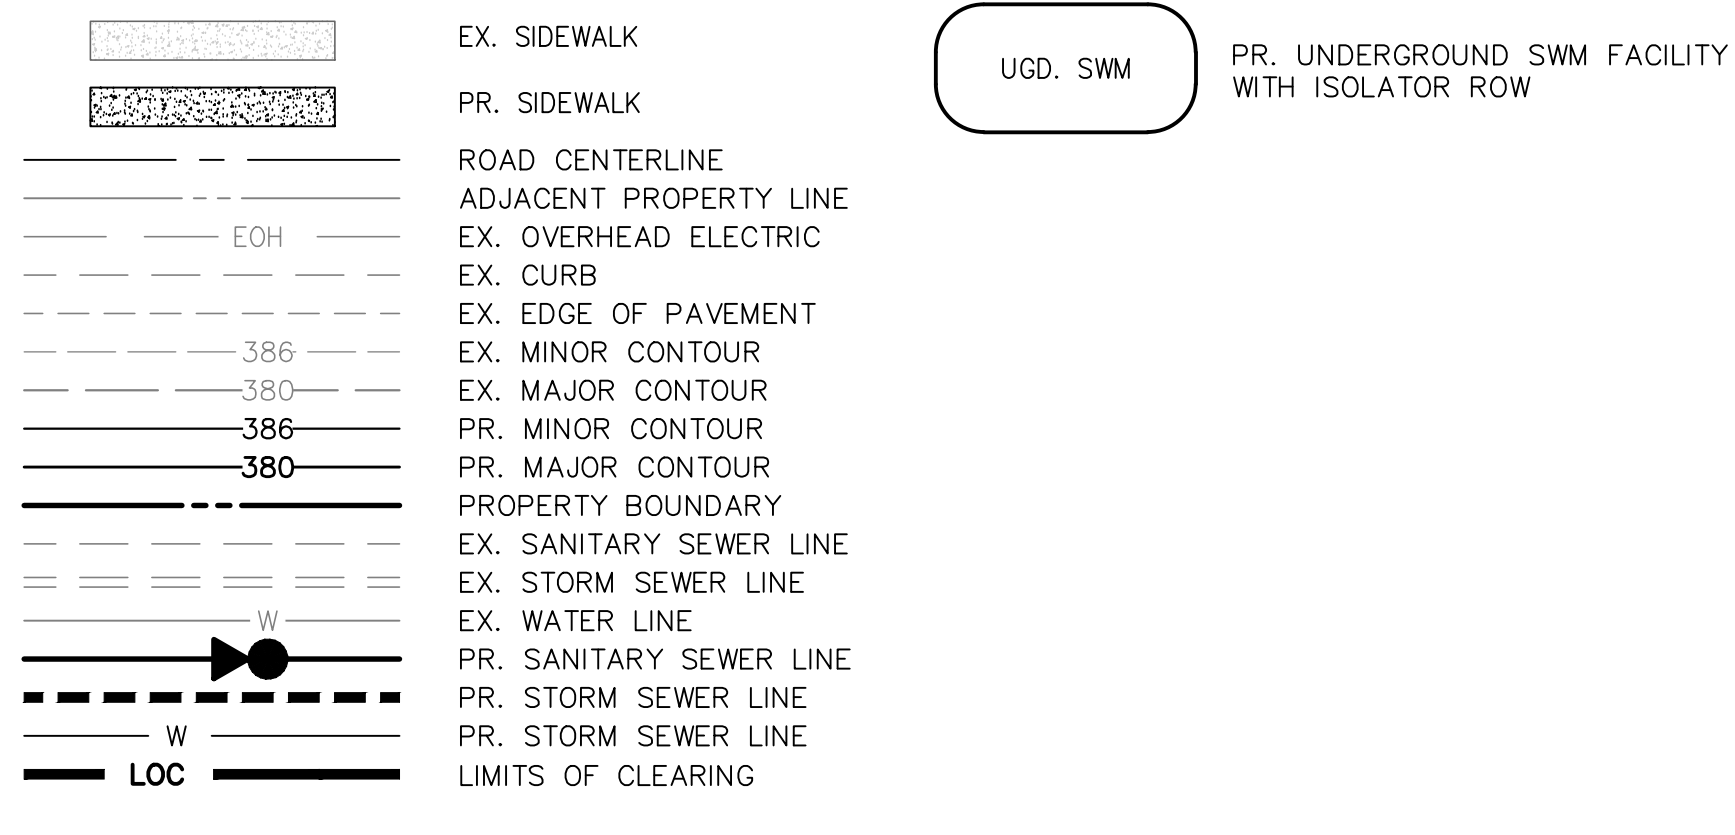 EX. SIDEWALK
PR. SIDEWALK
ROAD CENTERLINE
ADJACENT PROPERTY LINE
EOH EX. OVERHEAD ELECTRIC
EX. CURB
EX. EDGE OF PAVEMENT
386 EX. MINOR CONTOUR
380 EX. MAJOR CONTOUR
386 PR. MINOR CONTOUR
380 PR. MAJOR CONTOUR
PROPERTY BOUNDARY
EX. SANITARY SEWER LINE
EX. STORM SEWER LINE
W EX. WATER LINE
PR. SANITARY SEWER LINE
PR. STORM SEWER LINE
W PR. STORM SEWER LINE
LOC LIMITS OF CLEARING
UGD. SWM
PR. UNDERGROUND SWM FACILITY
WITH ISOLATOR ROW